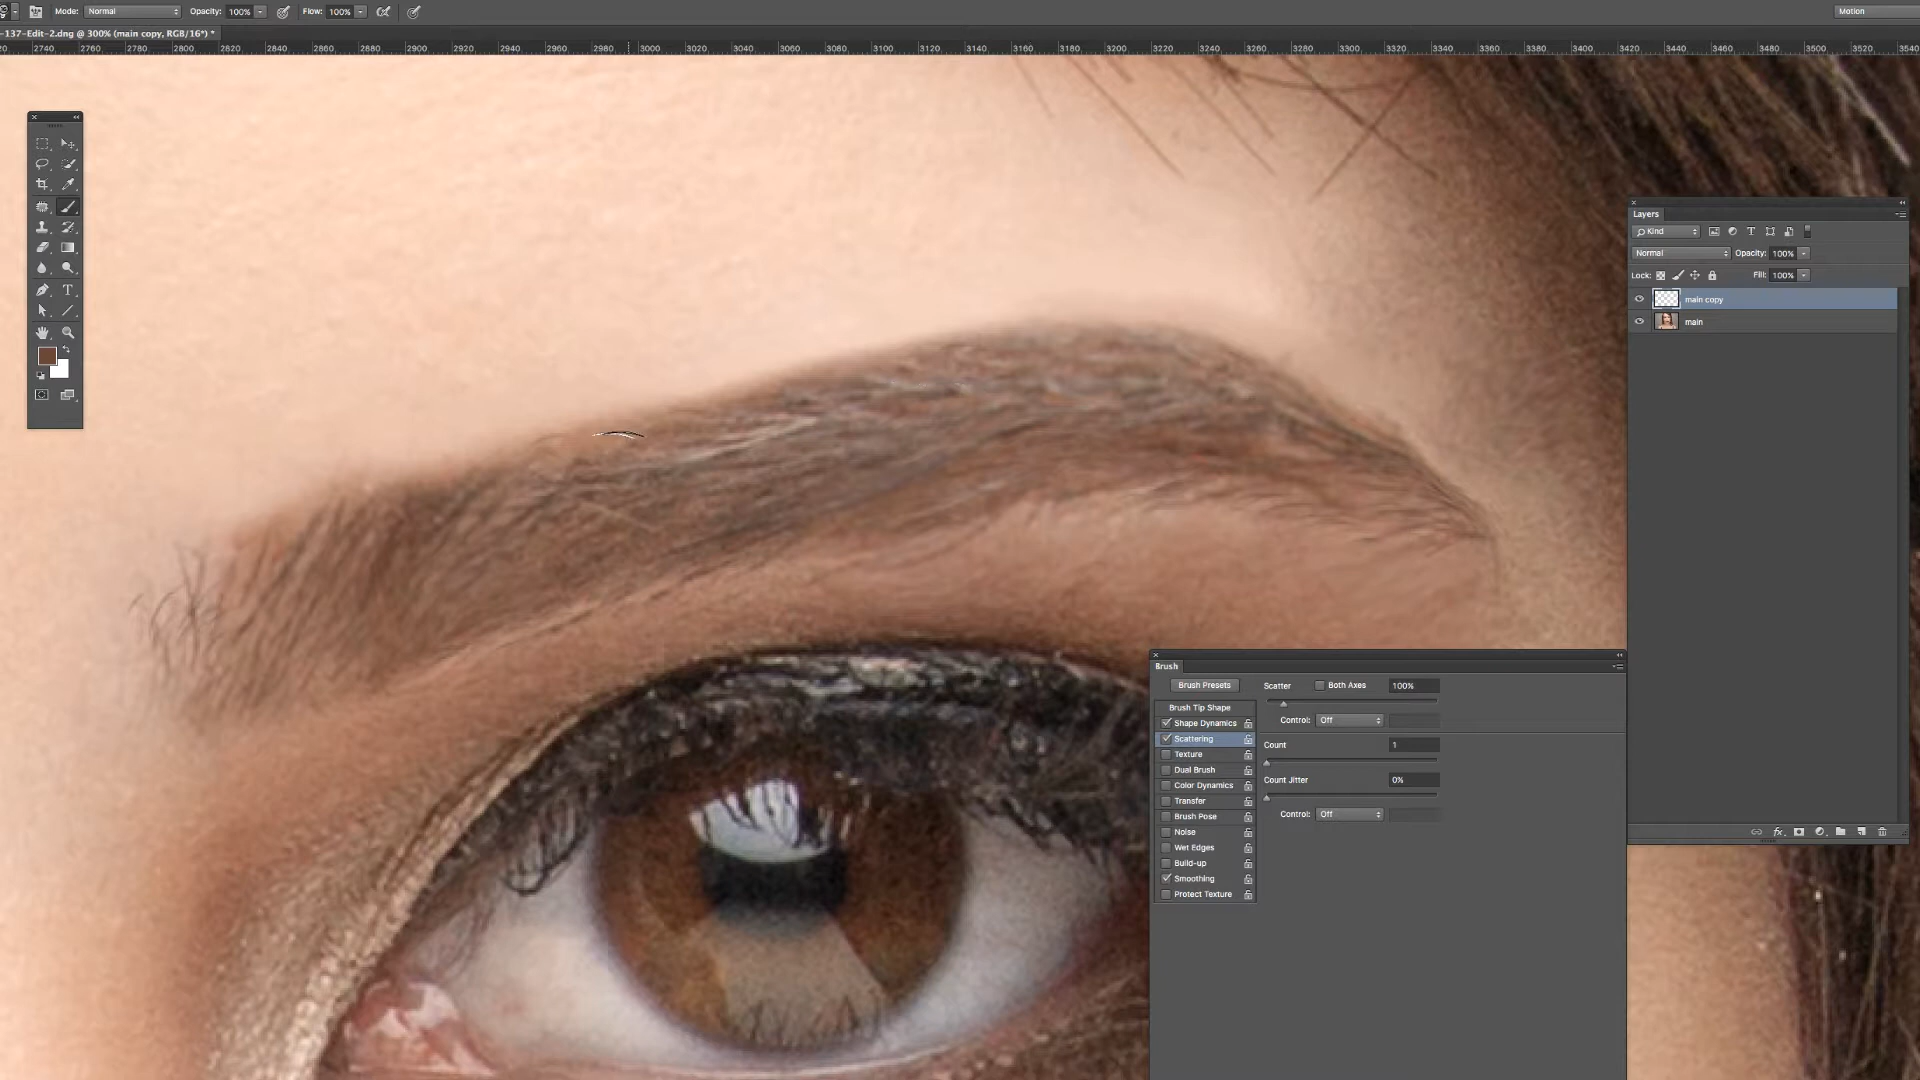 Mode: Normal Opacity: 100% Flow: 100% Motion
-137-Edit-2.dng @ 300% (main copy, RGB/16*) *
20 2740 2760 2780 2800 2820 2840 2860 2880 2900 2920 2940 2960 2980 3000 3020 3040 3060 3080 3100 3120 3140 3160 3180 3200 3220 3240 3260 3280 3300 3320 3340 3360 3380 3400 3420 3440 3460 3480 3500 3520 3540
Layers
Kind
Normal Opacity: 100%
Lock: Fill: 100%
main copy
main
Brush
Brush Presets
Brush Tip Shape
Shape Dynamics
Scattering
Texture
Dual Brush
Color Dynamics
Transfer
Brush Pose
Noise
Wet Edges
Build-up
Smoothing
Protect Texture
Scatter Both Axes 100%
Control: Off
Count 1
Count Jitter 0%
Control: Off